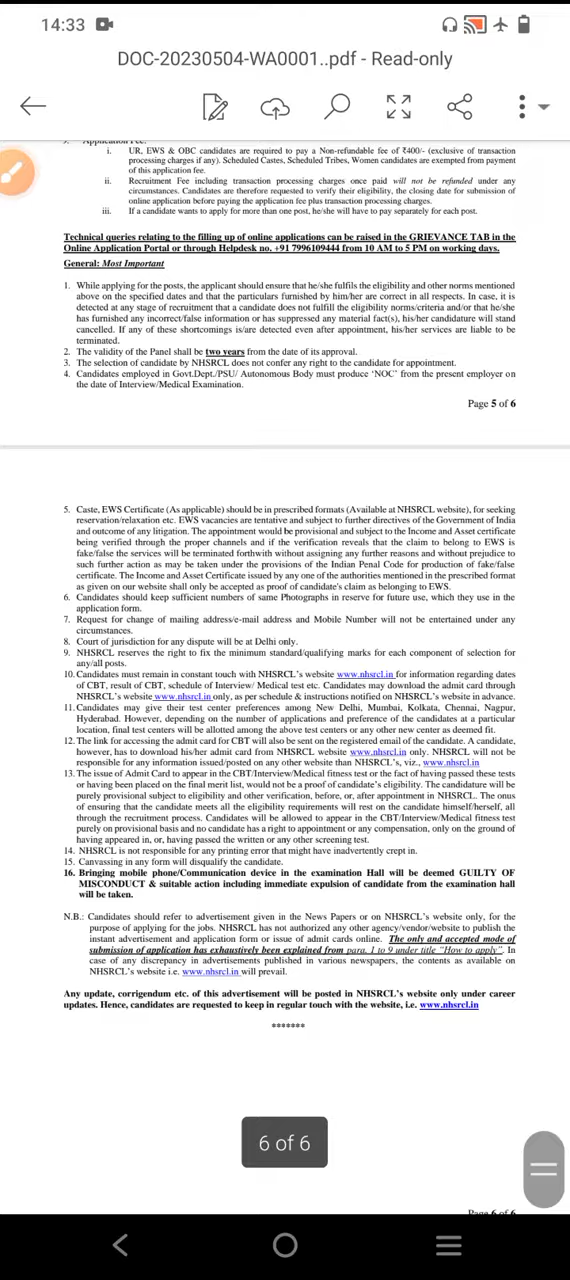 14:33
DOC-20230504-WA0001..pdf - Read-only
i. UR, EWS & OBC candidates are required to pay a Non-refundable fee of ₹400/- (exclusive of transaction
processing charges if any). Scheduled Castes, Scheduled Tribes, Women candidates are exempted from payment
of this application fee.
ii. Recruitment Fee including transaction processing charges once paid will not be refunded under any
circumstances. Candidates are therefore requested to verify their eligibility, the closing date for submission of
online application before paying the application fee plus transaction processing charges.
iii. If a candidate wants to apply for more than one post, he/she will have to pay separately for each post.
Technical queries relating to the filling up of online applications can be raised in the GRIEVANCE TAB in the
Online Application Portal or through Helpdesk no. +91 7996109444 from 10 AM to 5 PM on working days.
General: Most Important
1. While applying for the posts, the applicant should ensure that he/she fulfils the eligibility and other norms mentioned
above on the specified dates and that the particulars furnished by him/her are correct in all respects. In case, it is
detected at any stage of recruitment that a candidate does not fulfill the eligibility norms/criteria and/or that he/she
has furnished any incorrect/false information or has suppressed any material fact(s), his/her candidature will stand
cancelled. If any of these shortcomings is/are detected even after appointment, his/her services are liable to be
terminated.
2. The validity of the Panel shall be two years from the date of its approval.
3. The selection of candidate by NHSRCL does not confer any right to the candidate for appointment.
4. Candidates employed in Govt.Dept./PSU/ Autonomous Body must produce 'NOC' from the present employer on
the date of Interview/Medical Examination.
Page 5 of 6
5. Caste, EWS Certificate (As applicable) should be in prescribed formats (Available at NHSRCL website), for seeking
reservation/relaxation etc. EWS vacancies are tentative and subject to further directives of the Government of India
and outcome of any litigation. The appointment would be provisional and subject to the Income and Asset certificate
being verified through the proper channels and if the verification reveals that the claim to belong to EWS is
fake/false the services will be terminated forthwith without assigning any further reasons and without prejudice to
such further action as may be taken under the provisions of the Indian Penal Code for production of fake/false
certificate. The Income and Asset Certificate issued by any one of the authorities mentioned in the prescribed format
as given on our website shall only be accepted as proof of candidate's claim as belonging to EWS.
6. Candidates should keep sufficient numbers of same Photographs in reserve for future use, which they use in the
application form.
7. Request for change of mailing address/e-mail address and Mobile Number will not be entertained under any
circumstances.
8. Court of jurisdiction for any dispute will be at Delhi only.
9. NHSRCL reserves the right to fix the minimum standard/qualifying marks for each component of selection for
any/all posts.
10. Candidates must remain in constant touch with NHSRCL's website www.nhsrcl.in for information regarding dates
of CBT, result of CBT, schedule of Interview/ Medical test etc. Candidates may download the admit card through
NHSRCL's website www.nhsrcl.in only, as per schedule & instructions notified on NHSRCL's website in advance.
11. Candidates may give their test center preferences among New Delhi, Mumbai, Kolkata, Chennai, Nagpur,
Hyderabad. However, depending on the number of applications and preference of the candidates at a particular
location, final test centers will be allotted among the above test centers or any other new center as deemed fit.
12. The link for accessing the admit card for CBT will also be sent on the registered email of the candidate. A candidate,
however, has to download his/her admit card from NHSRCL website www.nhsrcl.in only. NHSRCL will not be
responsible for any information issued/posted on any other website than NHSRCL's, viz., www.nhsrcl.in
13. The issue of Admit Card to appear in the CBT/Interview/Medical fitness test or the fact of having passed these tests
or having been placed on the final merit list, would not be a proof of candidate's eligibility. The candidature will be
purely provisional subject to eligibility and other verification, before, or, after appointment in NHSRCL. The onus
of ensuring that the candidate meets all the eligibility requirements will rest on the candidate himself/herself, all
through the recruitment process. Candidates will be allowed to appear in the CBT/Interview/Medical fitness test
purely on provisional basis and no candidate has a right to appointment or any compensation, only on the ground of
having appeared in, or, having passed the written or any other screening test.
14. NHSRCL is not responsible for any printing error that might have inadvertently crept in.
15. Canvassing in any form will disqualify the candidate.
16. Bringing mobile phone/Communication device in the examination Hall will be deemed GUILTY OF
MISCONDUCT & suitable action including immediate expulsion of candidate from the examination hall
will be taken.
N.B.: Candidates should refer to advertisement given in the News Papers or on NHSRCL's website only, for the
purpose of applying for the jobs. NHSRCL has not authorized any other agency/vendor/website to publish the
instant advertisement and application form or issue of admit cards online. The only and accepted mode of
submission of application has exhaustively been explained from para. 1 to 9 under title "How to apply". In
case of any discrepancy in advertisements published in various newspapers, the contents as available on
NHSRCL's website i.e. www.nhsrcl.in will prevail.
Any update, corrigendum etc. of this advertisement will be posted in NHSRCL's website only under career
updates. Hence, candidates are requested to keep in regular touch with the website, i.e. www.nhsrcl.in
*******
6 of 6
Page 6 of 6